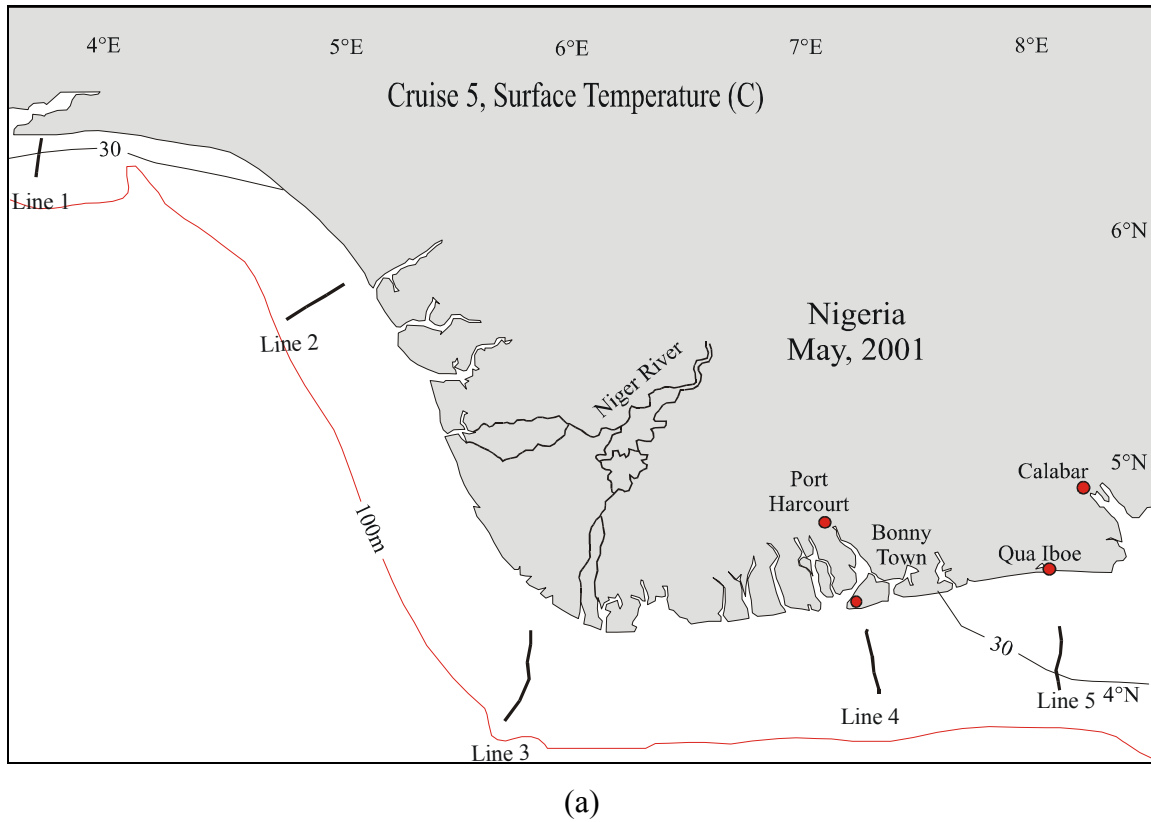 4°E
5°E
6°E
7°E
8°E
Cruise 5, Surface Temperature (C)
30
Line 1
6°N
Nigeria
May, 2001
Line 2
Niger River
5°N
Calabar
Port
Harcourt
100m
Bonny
Town
Qua Iboe
30
4°N
Line 5
Line 4
Line 3
(a)